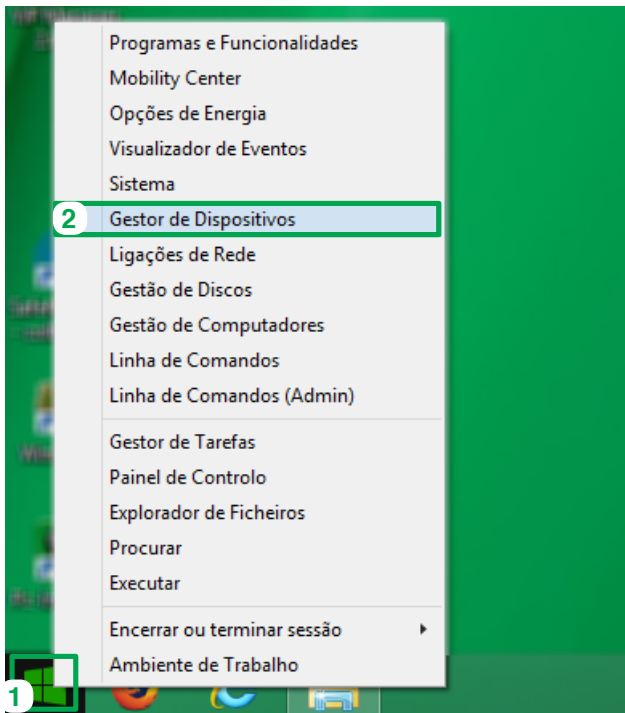 Programas e Funcionalidades
Mobility Center
Opções de Energia
Visualizador de Eventos
Sistema
2 Gestor de Dispositivos
Ligações de Rede
Gestão de Discos
Gestão de Computadores
Linha de Comandos
Linha de Comandos (Admin)
Gestor de Tarefas
Painel de Controlo
Explorador de Ficheiros
Procurar
Executar
Encerrar ou terminar sessão
Ambiente de Trabalho
1